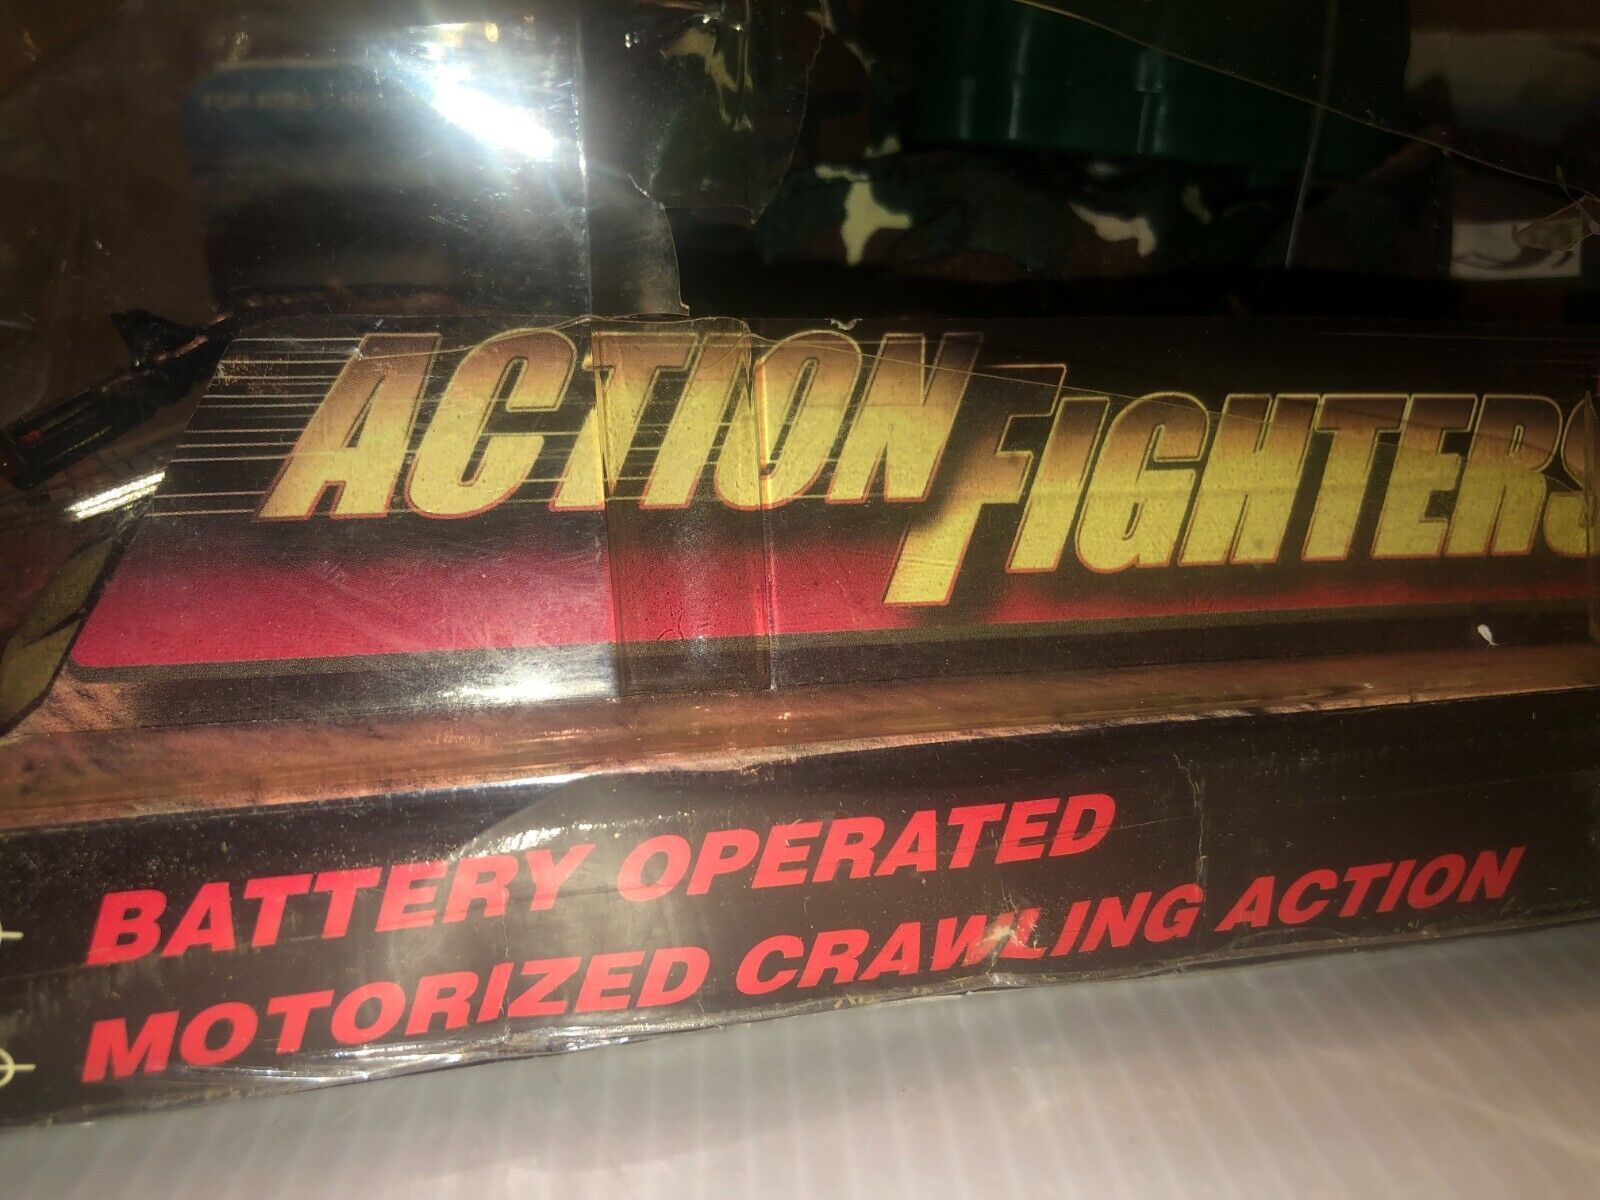 ACTION FIGHTERS
BATTERY OPERATED
MOTORIZED CRAWLING ACTION